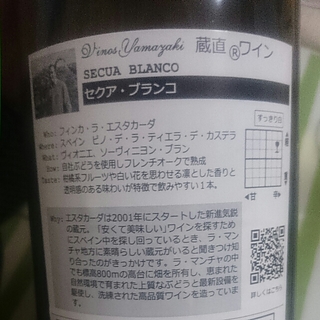 Vinos Yamazaki 蔵直®ワイン
SECUA BLANCO
セクア・ブランコ
すっきり白
Who: フィンカ・ラ・エスタカーダ
Where: スペイン ビノ・デ・ラ・ティエラ・デ・カステラ
What: ヴィオニエ、ソーヴィニヨン・ブラン
How: 自社ぶどうを使用しフレンチオークで熟成
Taste: 柑橘系フルーツや白い花を思わせる凛とした香りと
透明感のある味わいが特徴で飲みやすい1本。
甘
Why: エスタカーダは2001年にスタートした新進気鋭
の蔵元。「安くて美味しい」ワインを探すため
にスペイン中を探し回っているとき、ラ・マン
チャ地方に素晴らしい蔵元がいると聞きつけ知
り合ったのがきっかけです。ラ・マンチャの中
でも標高800mの高台に畑を所有し、恵まれた
自然環境で育まれた上質なぶどうと最新設備を
駆使し、洗練された高品質ワインを造っていま
す。
詳しくはこちら